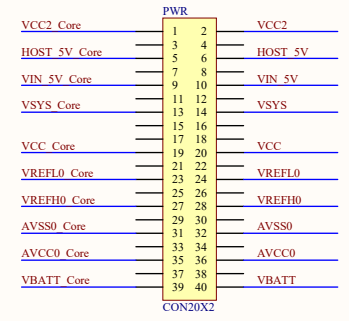 PWR
VCC2_Core 1 2 VCC2
3 4
HOST_5V_Core 5 6 HOST_5V
7 8
VIN_5V_Core 9 10 VIN_5V
11 12
VSYS_Core 13 14 VSYS
15 16
17 18
VCC_Core 19 20 VCC
21 22
VREFL0_Core 23 24 VREFL0
25 26
VREFH0_Core 27 28 VREFH0
29 30
AVSS0_Core 31 32 AVSS0
33 34
AVCC0_Core 35 36 AVCC0
37 38
VBATT_Core 39 40 VBATT
CON20X2